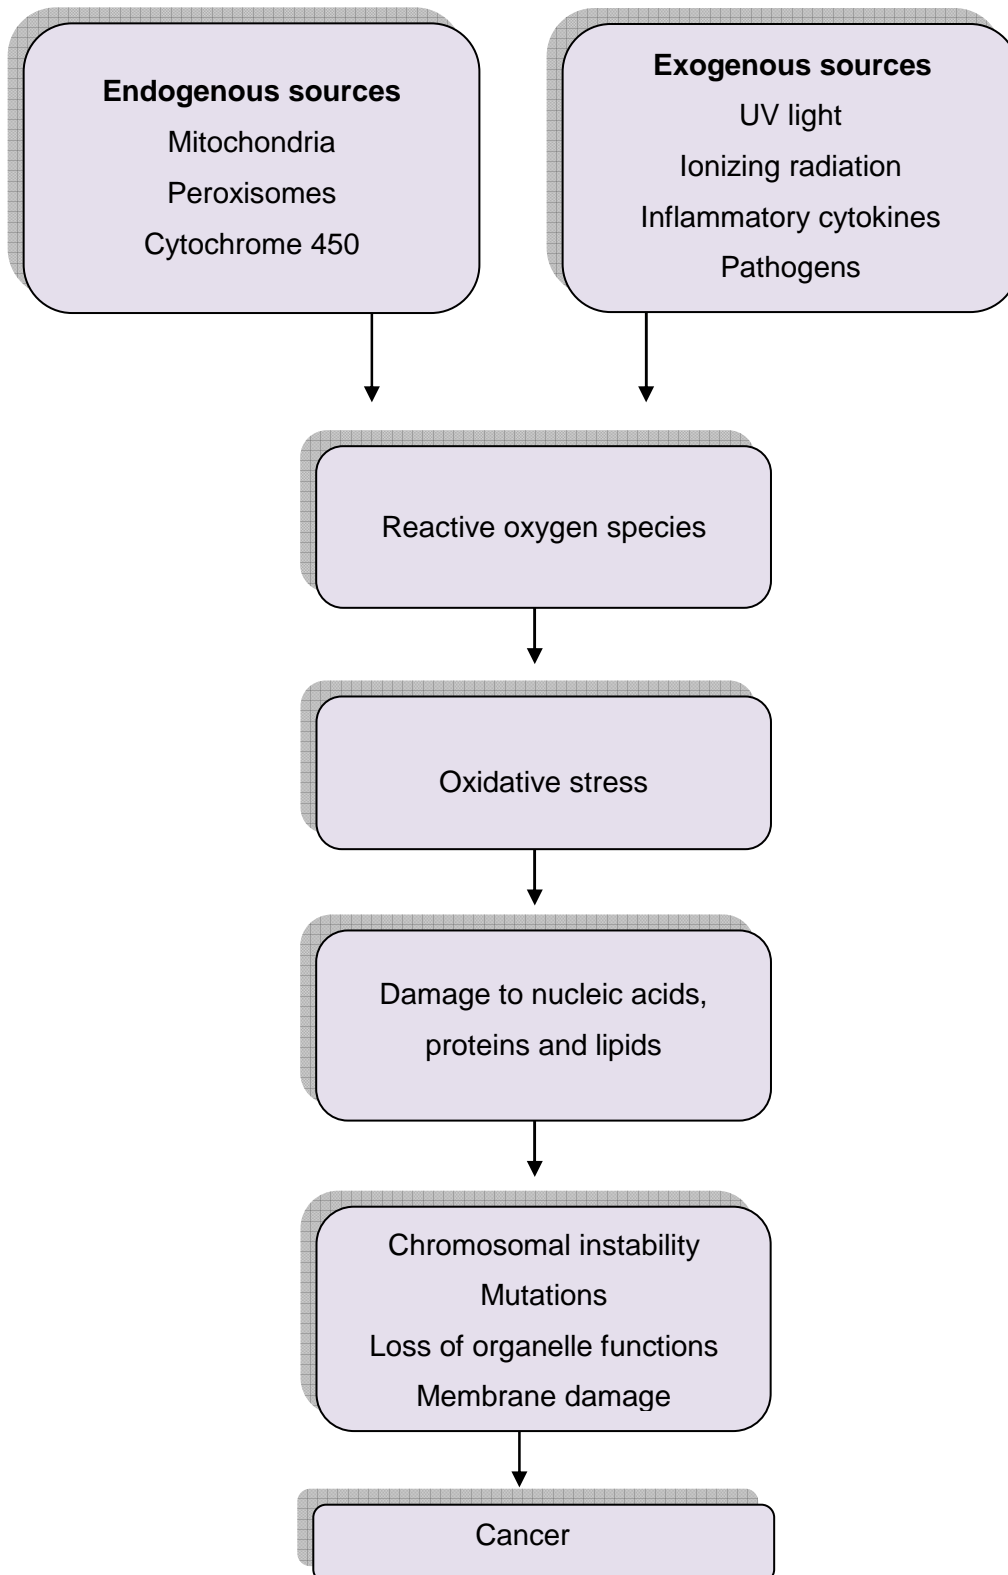 Endogenous sources
Mitochondria
Peroxisomes
Cytochrome 450
Exogenous sources
UV light
Ionizing radiation
Inflammatory cytokines
Pathogens
Reactive oxygen species
Oxidative stress
Damage to nucleic acids,
proteins and lipids
Chromosomal instability
Mutations
Loss of organelle functions
Membrane damage
Cancer